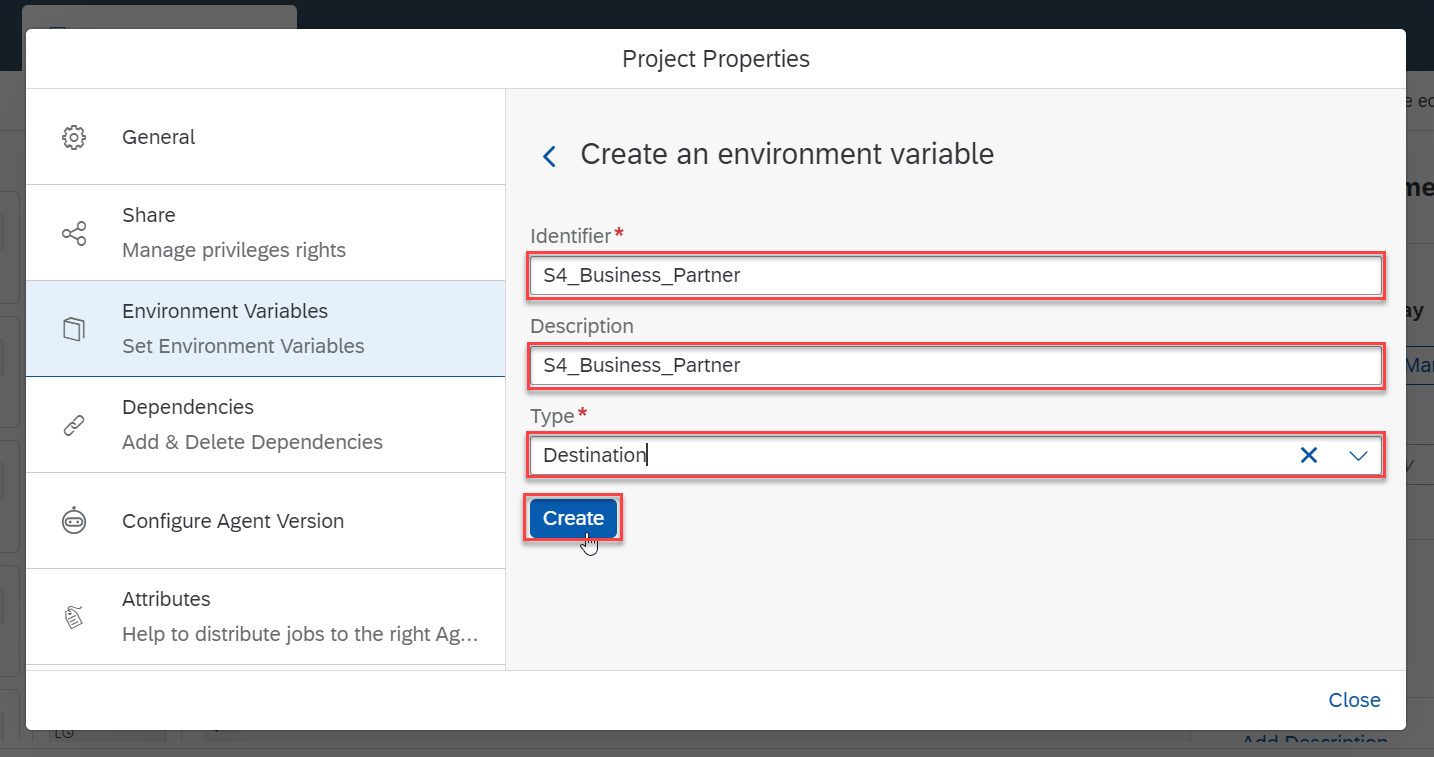 Project Properties
General
Share
Manage privileges rights
Environment Variables
Set Environment Variables
Dependencies
Add & Delete Dependencies
Configure Agent Version
Attributes
Help to distribute jobs to the right Ag...
Create an environment variable
Identifier*
S4_Business_Partner
Description
S4_Business_Partner
Type*
Destination
Create
Close
Add Description